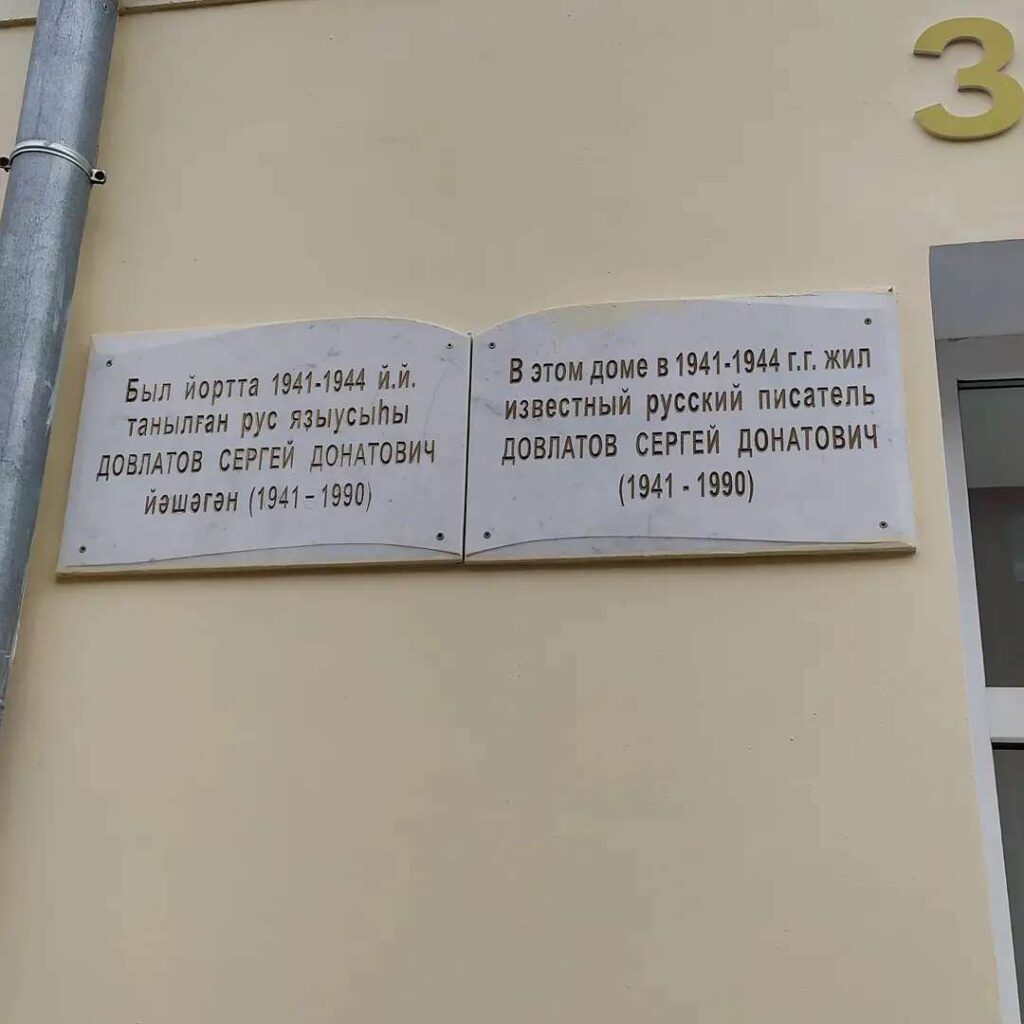 3
Был йортта 1941-1944 й.й.
танылған рус яҙыусыһы
ДОВЛАТОВ СЕРГЕЙ ДОНАТОВИЧ
йәшәгән (1941-1990)
В этом доме в 1941-1944 г.г. жил
известный русский писатель
ДОВЛАТОВ СЕРГЕЙ ДОНАТОВИЧ
(1941 - 1990)